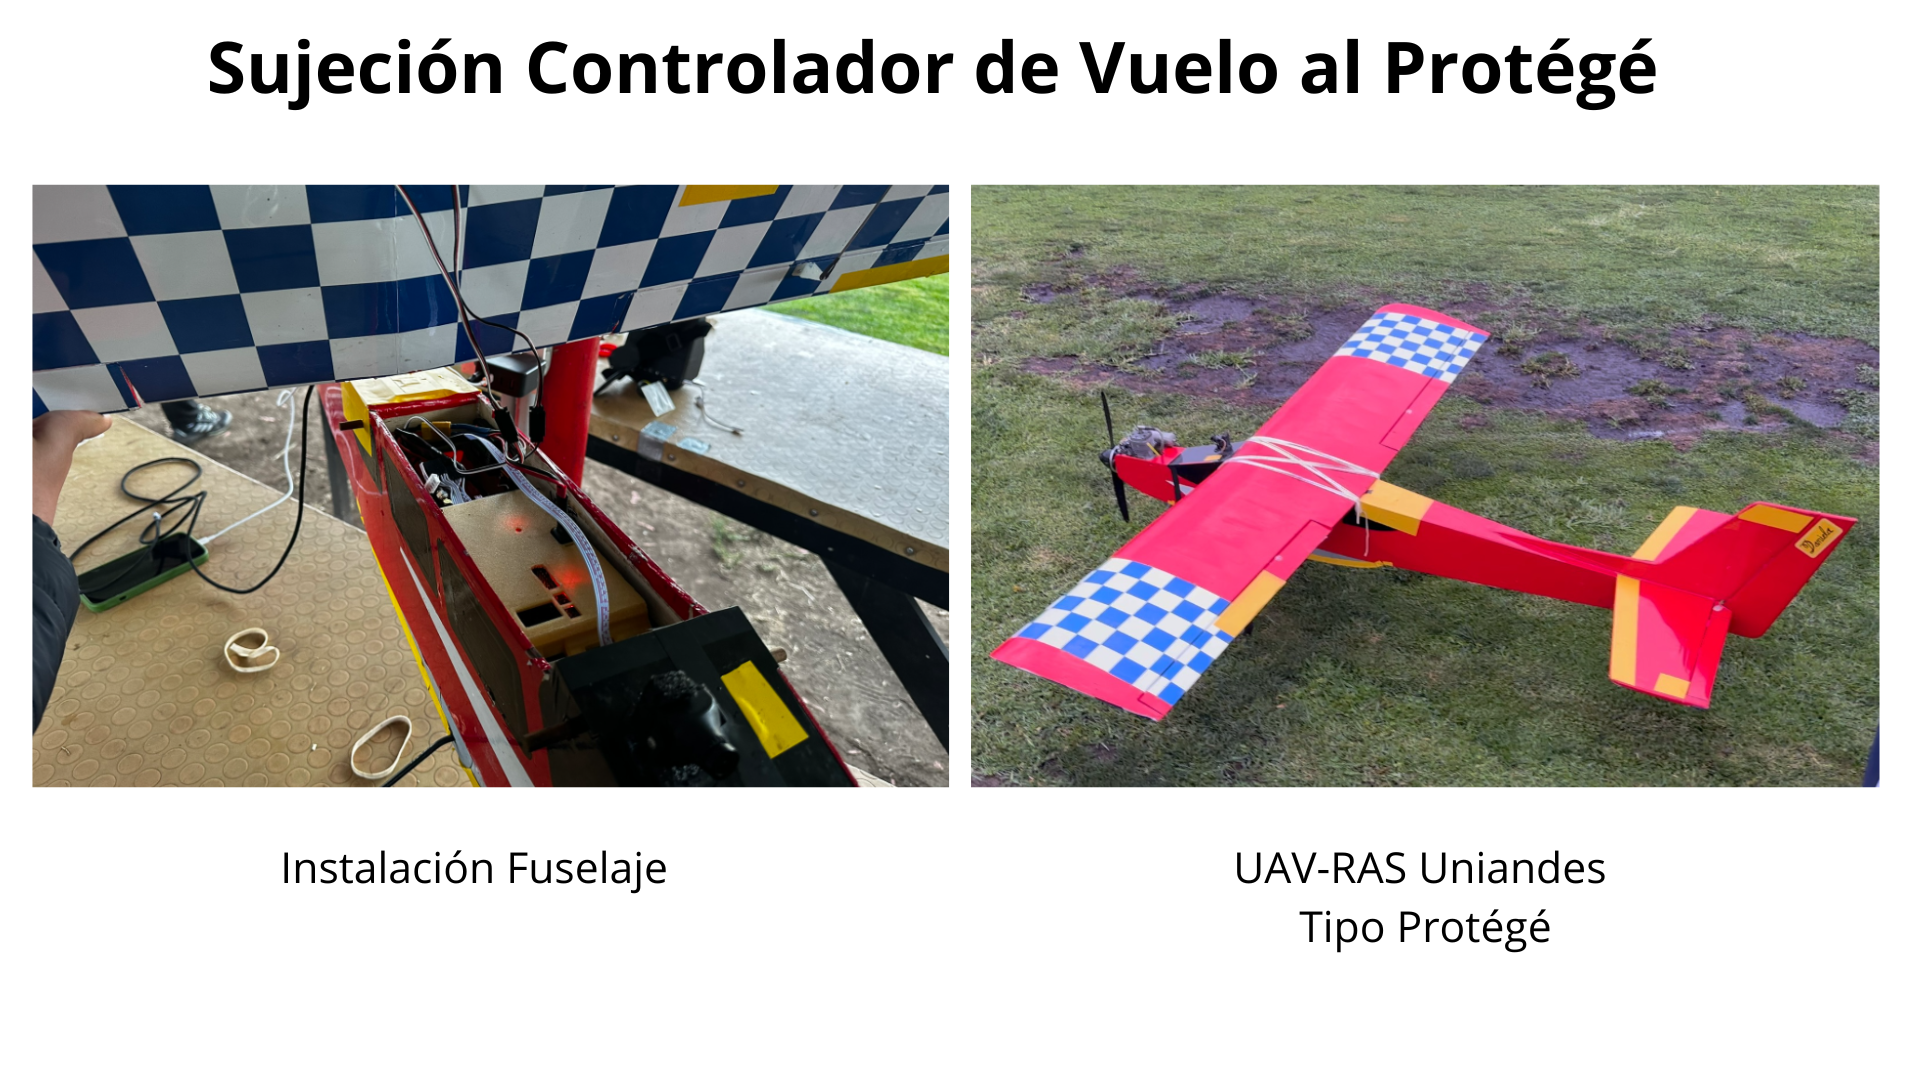 Sujeción Controlador de Vuelo al Protégé
Instalación Fuselaje
UAV-RAS Uniandes
Tipo Protégé